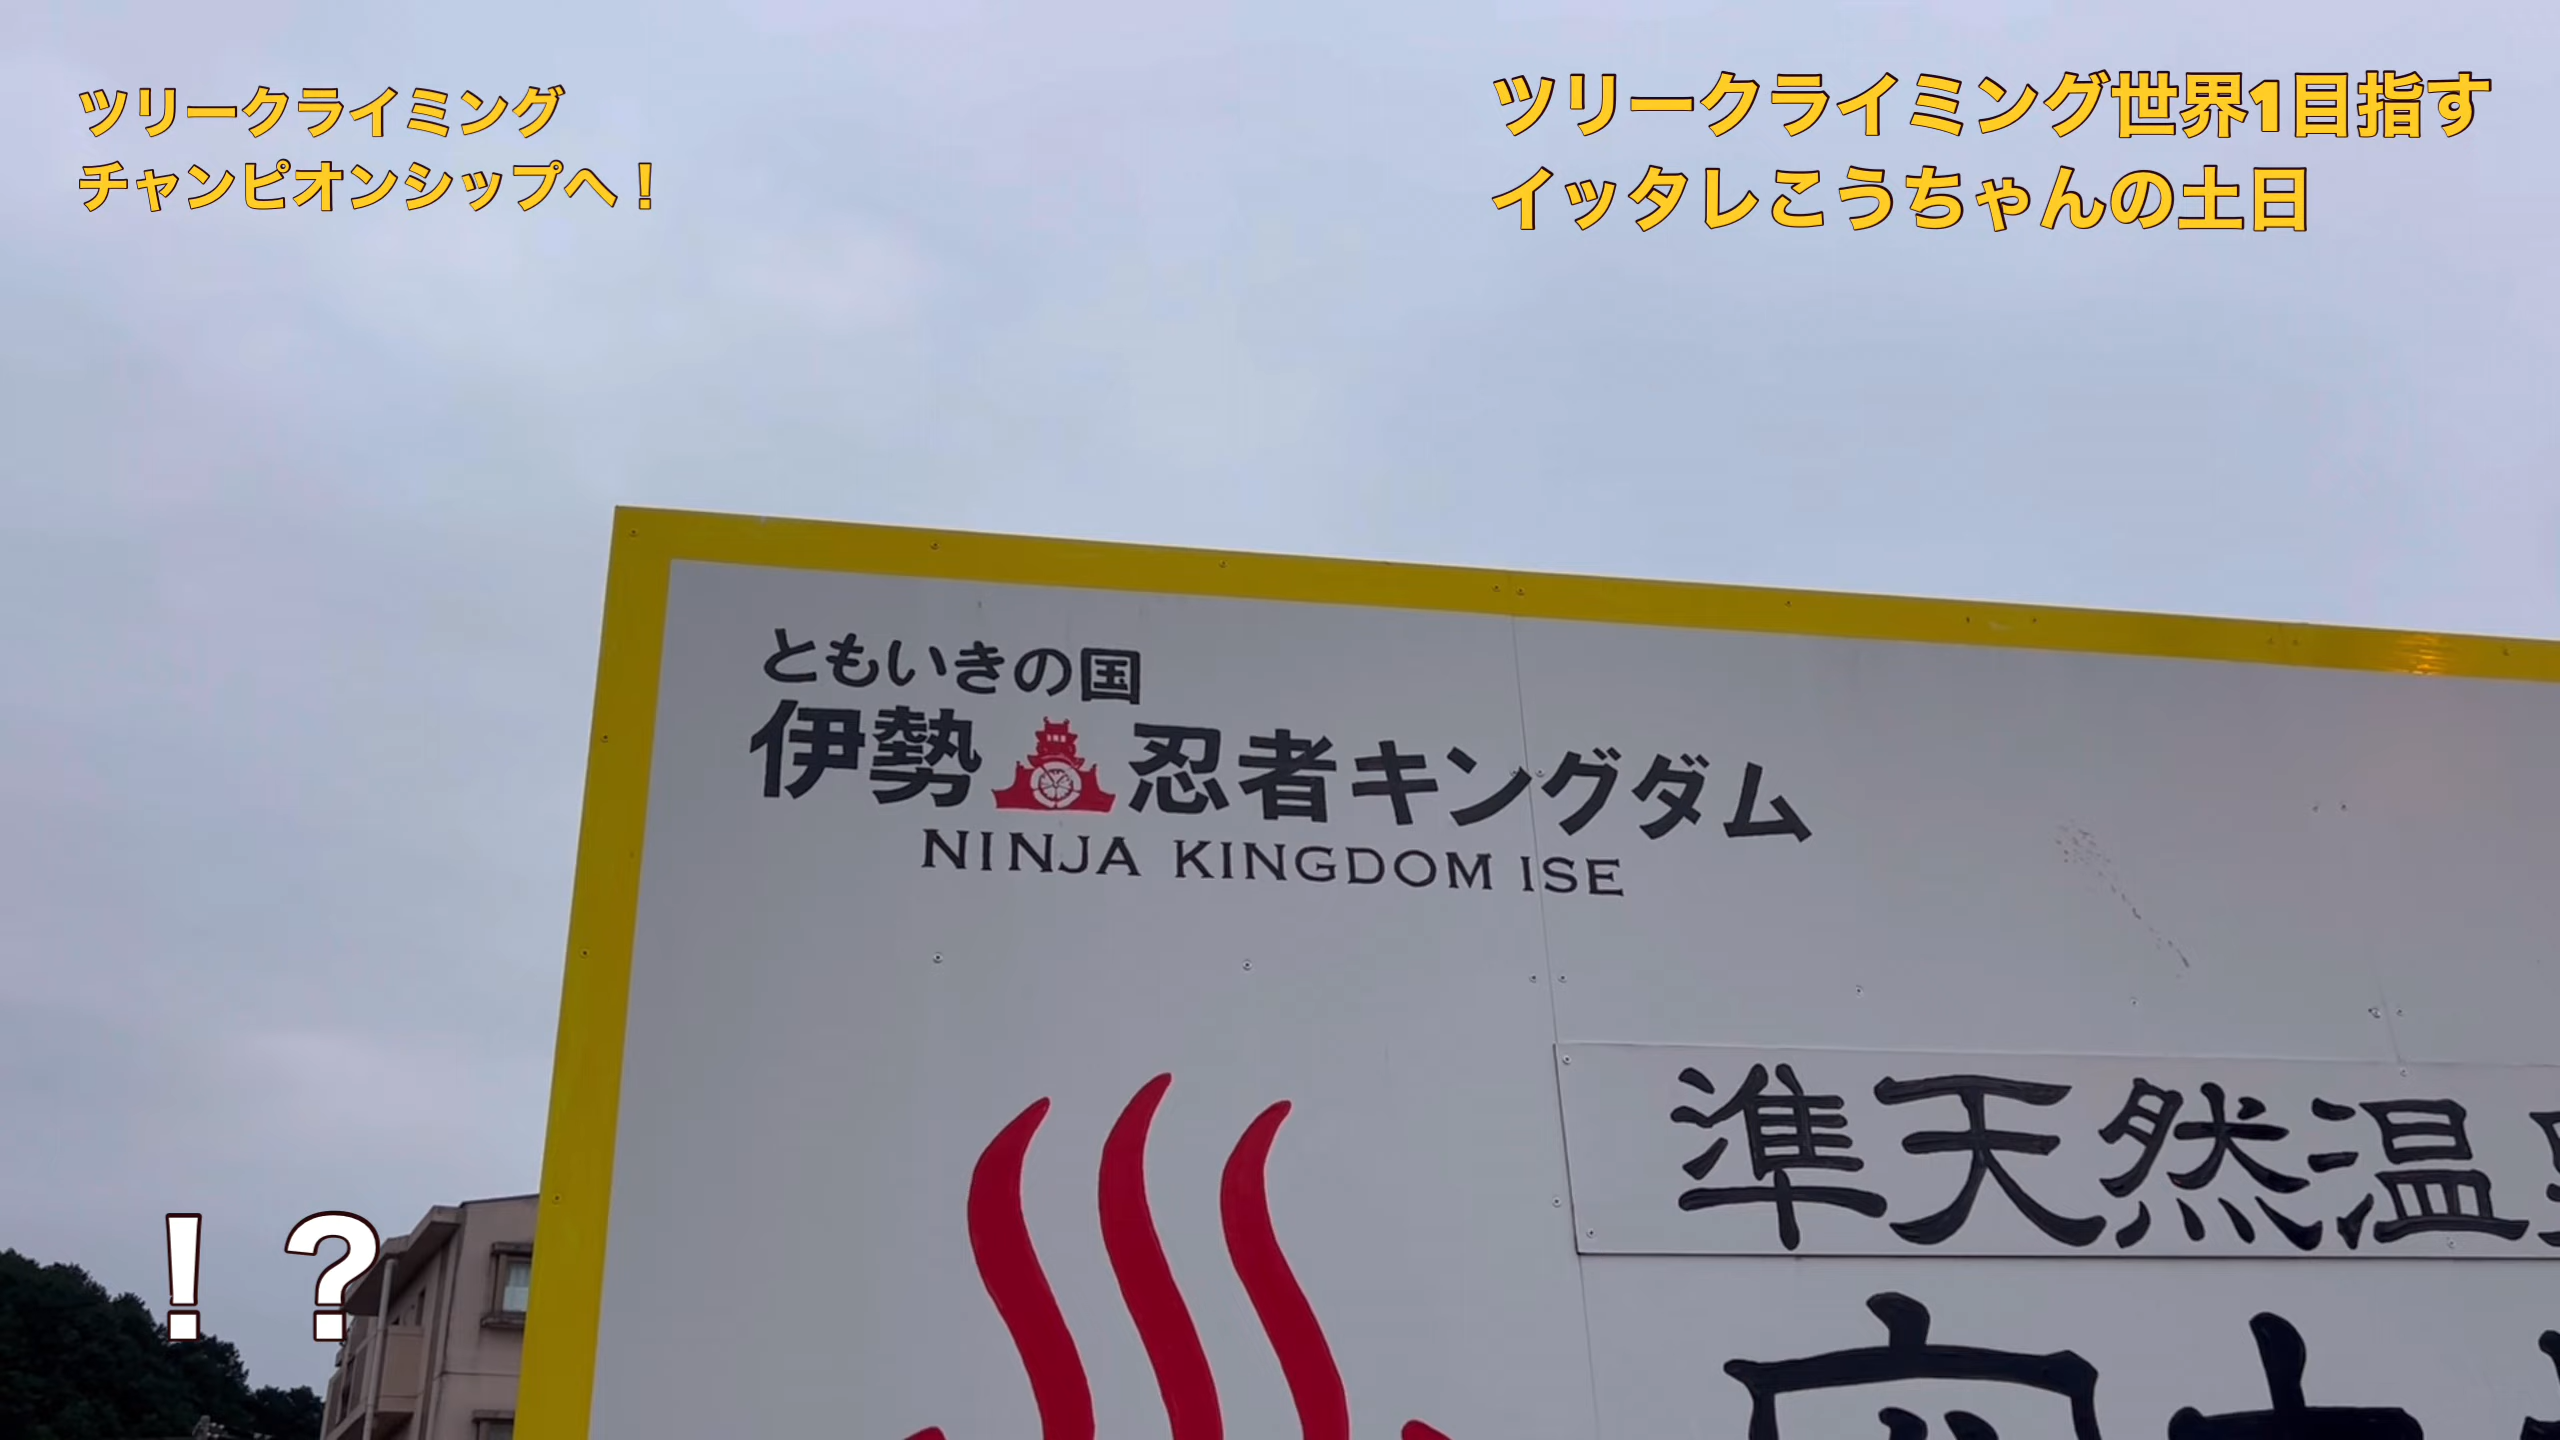 ツリークライミング
チャンピオンシップへ！
ツリークライミング世界1目指す
イッタレこうちゃんの土日
ともいきの国
伊勢忍者キングダム
NINJA KINGDOM ISE
準天然温
！？